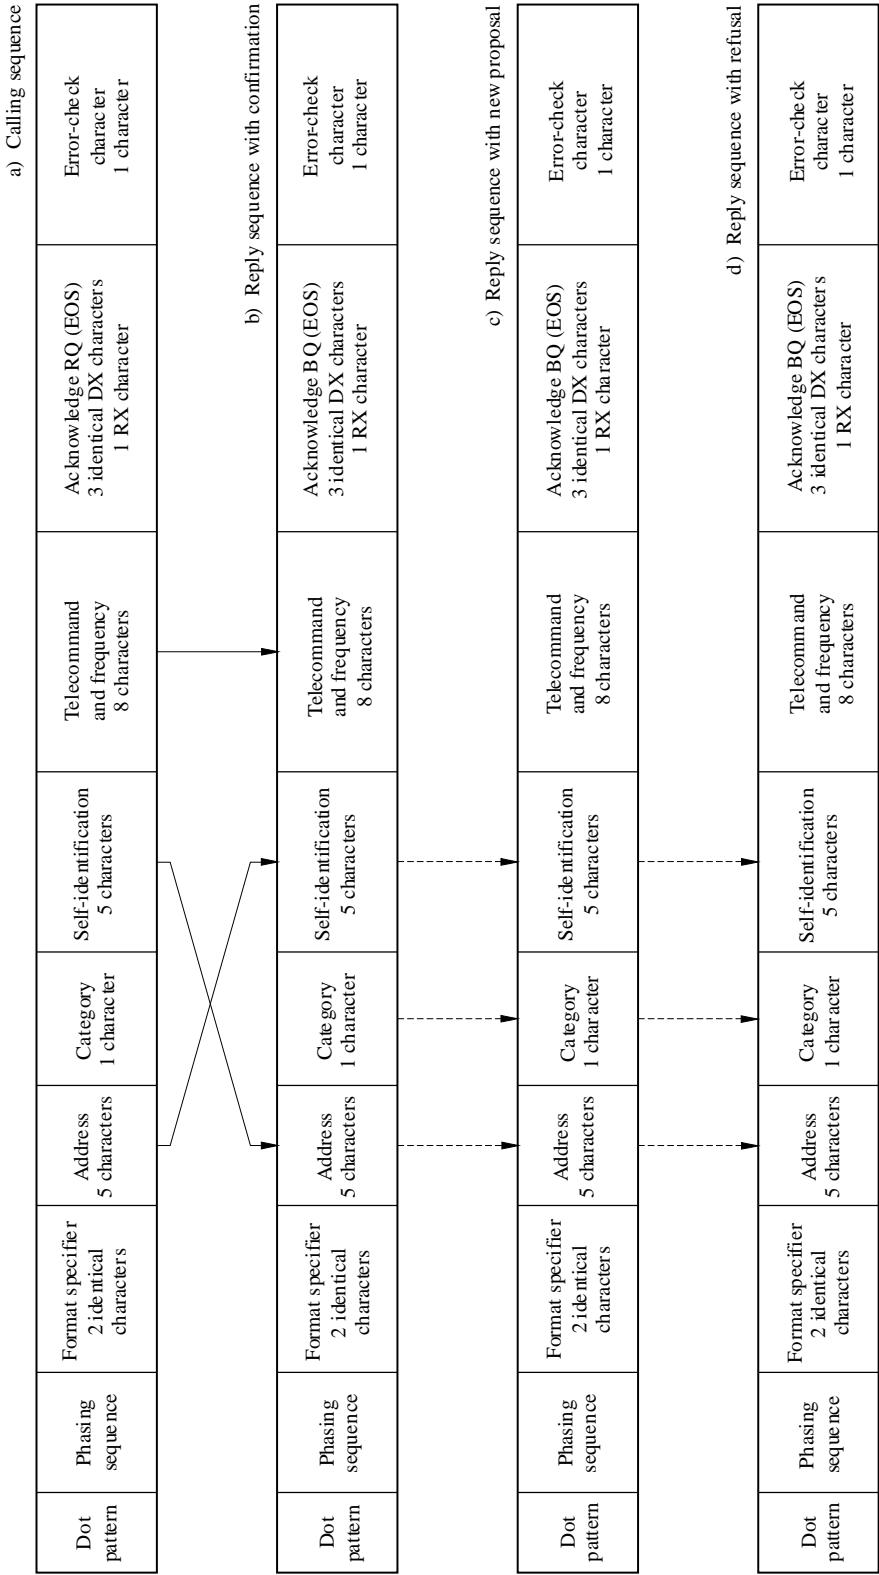 a) Calling sequence
Dot
pattern
Phasing
sequence
Format specifier
2 identical
characters
Address
5 characters
Category
1 character
Self-identification
5 characters
Telecommand
and frequency
8 characters
Acknowledge RQ (EOS)
3 identical DX characters
1 RX character
Error-check
character
1 character
b) Reply sequence with confirmation
Dot
pattern
Phasing
sequence
Format specifier
2 identical
characters
Address
5 characters
Category
1 character
Self-identification
5 characters
Telecommand
and frequency
8 characters
Acknowledge BQ (EOS)
3 identical DX characters
1 RX character
Error-check
character
1 character
c) Reply sequence with new proposal
Dot
pattern
Phasing
sequence
Format specifier
2 identical
characters
Address
5 characters
Category
1 character
Self-identification
5 characters
Telecommand
and frequency
8 characters
Acknowledge BQ (EOS)
3 identical DX characters
1 RX character
Error-check
character
1 character
d) Reply sequence with refusal
Dot
pattern
Phasing
sequence
Format specifier
2 identical
characters
Address
5 characters
Category
1 character
Self-identification
5 characters
Telecommand
and frequency
8 characters
Acknowledge BQ (EOS)
3 identical DX characters
1 RX character
Error-check
character
1 character